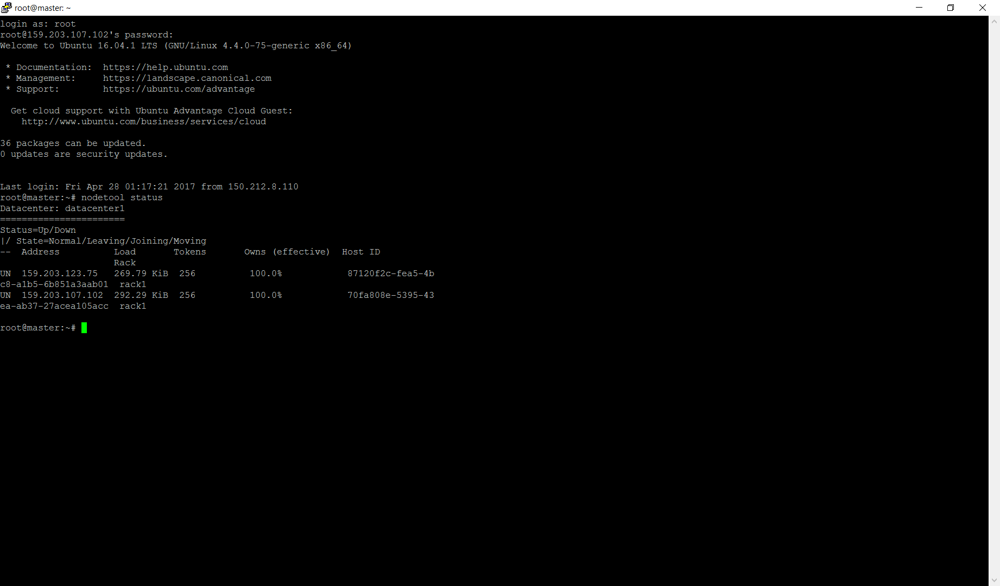 root@master: ~
login as: root
root@159.203.107.102's password:
Welcome to Ubuntu 16.04.1 LTS (GNU/Linux 4.4.0-75-generic x86_64)
 * Documentation:  https://help.ubuntu.com
 * Management:     https://landscape.canonical.com
 * Support:        https://ubuntu.com/advantage
  Get cloud support with Ubuntu Advantage Cloud Guest:
    http://www.ubuntu.com/business/services/cloud
36 packages can be updated.
0 updates are security updates.
Last login: Fri Apr 28 01:17:21 2017 from 150.212.8.110
root@master:~# nodetool status
Datacenter: datacenter1
=======================
Status=Up/Down
|/ State=Normal/Leaving/Joining/Moving
--  Address          Load       Tokens       Owns (effective)  Host ID
                     Rack
UN  159.203.123.75   269.79 KiB  256          100.0%            87120f2c-fea5-4b
c8-a1b5-6b851a3aab01  rack1
UN  159.203.107.102  292.29 KiB  256          100.0%            70fa808e-5395-43
ea-ab37-27acea105acc  rack1
root@master:~#